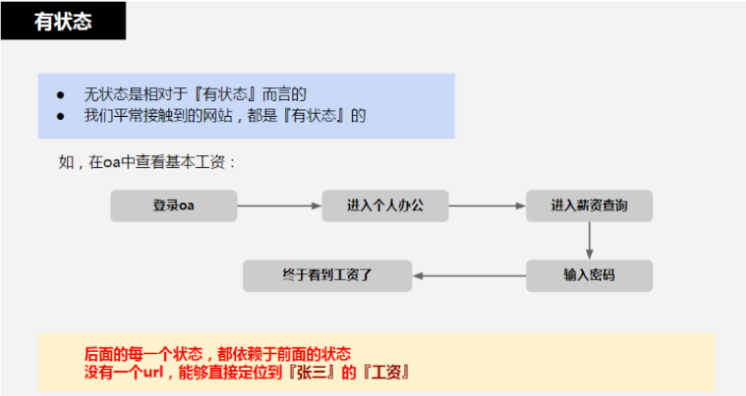 有状态
● 无状态是相对于『有状态』而言的
● 我们平常接触到的网站，都是『有状态』的
如，在oa中查看基本工资：
登录oa
进入个人办公
进入薪资查询
输入密码
终于看到工资了
后面的每一个状态，都依赖于前面的状态
没有一个url，能够直接定位到『张三』的『工资』